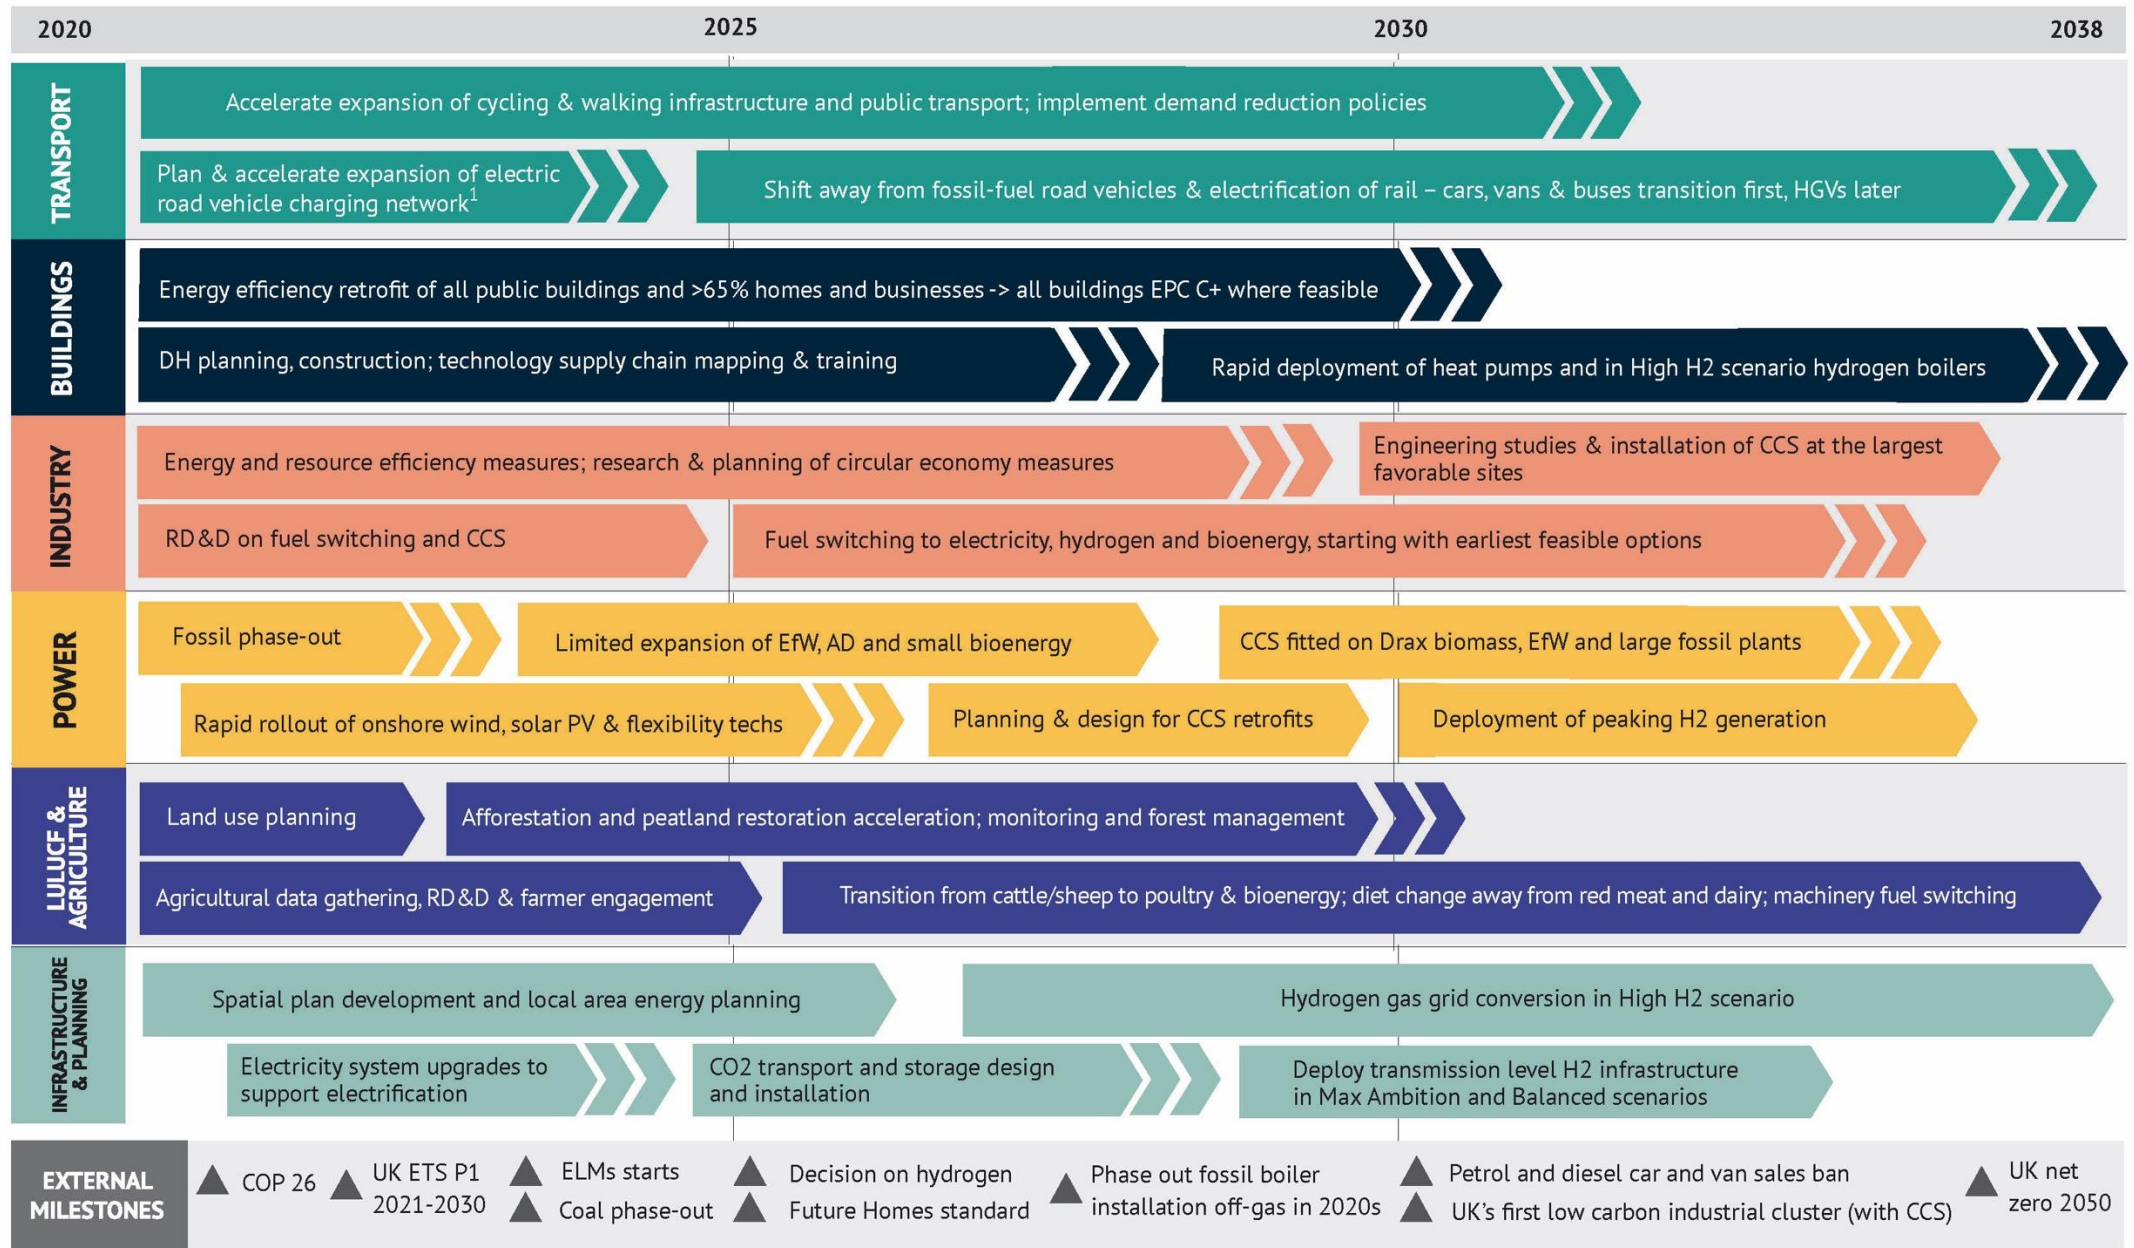 2020 2025 2030 2038
TRANSPORT
Accelerate expansion of cycling & walking infrastructure and public transport; implement demand reduction policies
Plan & accelerate expansion of electric
road vehicle charging network1
Shift away from fossil-fuel road vehicles & electrification of rail – cars, vans & buses transition first, HGVs later
BUILDINGS
Energy efficiency retrofit of all public buildings and >65% homes and businesses -> all buildings EPC C+ where feasible
DH planning, construction; technology supply chain mapping & training
Rapid deployment of heat pumps and in High H2 scenario hydrogen boilers
INDUSTRY
Energy and resource efficiency measures; research & planning of circular economy measures
Engineering studies & installation of CCS at the largest
favorable sites
RD&D on fuel switching and CCS
Fuel switching to electricity, hydrogen and bioenergy, starting with earliest feasible options
POWER
Fossil phase-out
Limited expansion of EfW, AD and small bioenergy
CCS fitted on Drax biomass, EfW and large fossil plants
Rapid rollout of onshore wind, solar PV & flexibility techs
Planning & design for CCS retrofits
Deployment of peaking H2 generation
LULUCF &
AGRICULTURE
Land use planning
Afforestation and peatland restoration acceleration; monitoring and forest management
Agricultural data gathering, RD&D & farmer engagement
Transition from cattle/sheep to poultry & bioenergy; diet change away from red meat and dairy; machinery fuel switching
INFRASTRUCTURE
& PLANNING
Spatial plan development and local area energy planning
Hydrogen gas grid conversion in High H2 scenario
Electricity system upgrades to
support electrification
CO2 transport and storage design
and installation
Deploy transmission level H2 infrastructure
in Max Ambition and Balanced scenarios
EXTERNAL
MILESTONES
COP 26
UK ETS P1
2021-2030
ELMs starts
Coal phase-out
Decision on hydrogen
Future Homes standard
Phase out fossil boiler
installation off-gas in 2020s
Petrol and diesel car and van sales ban
UK's first low carbon industrial cluster (with CCS)
UK net
zero 2050